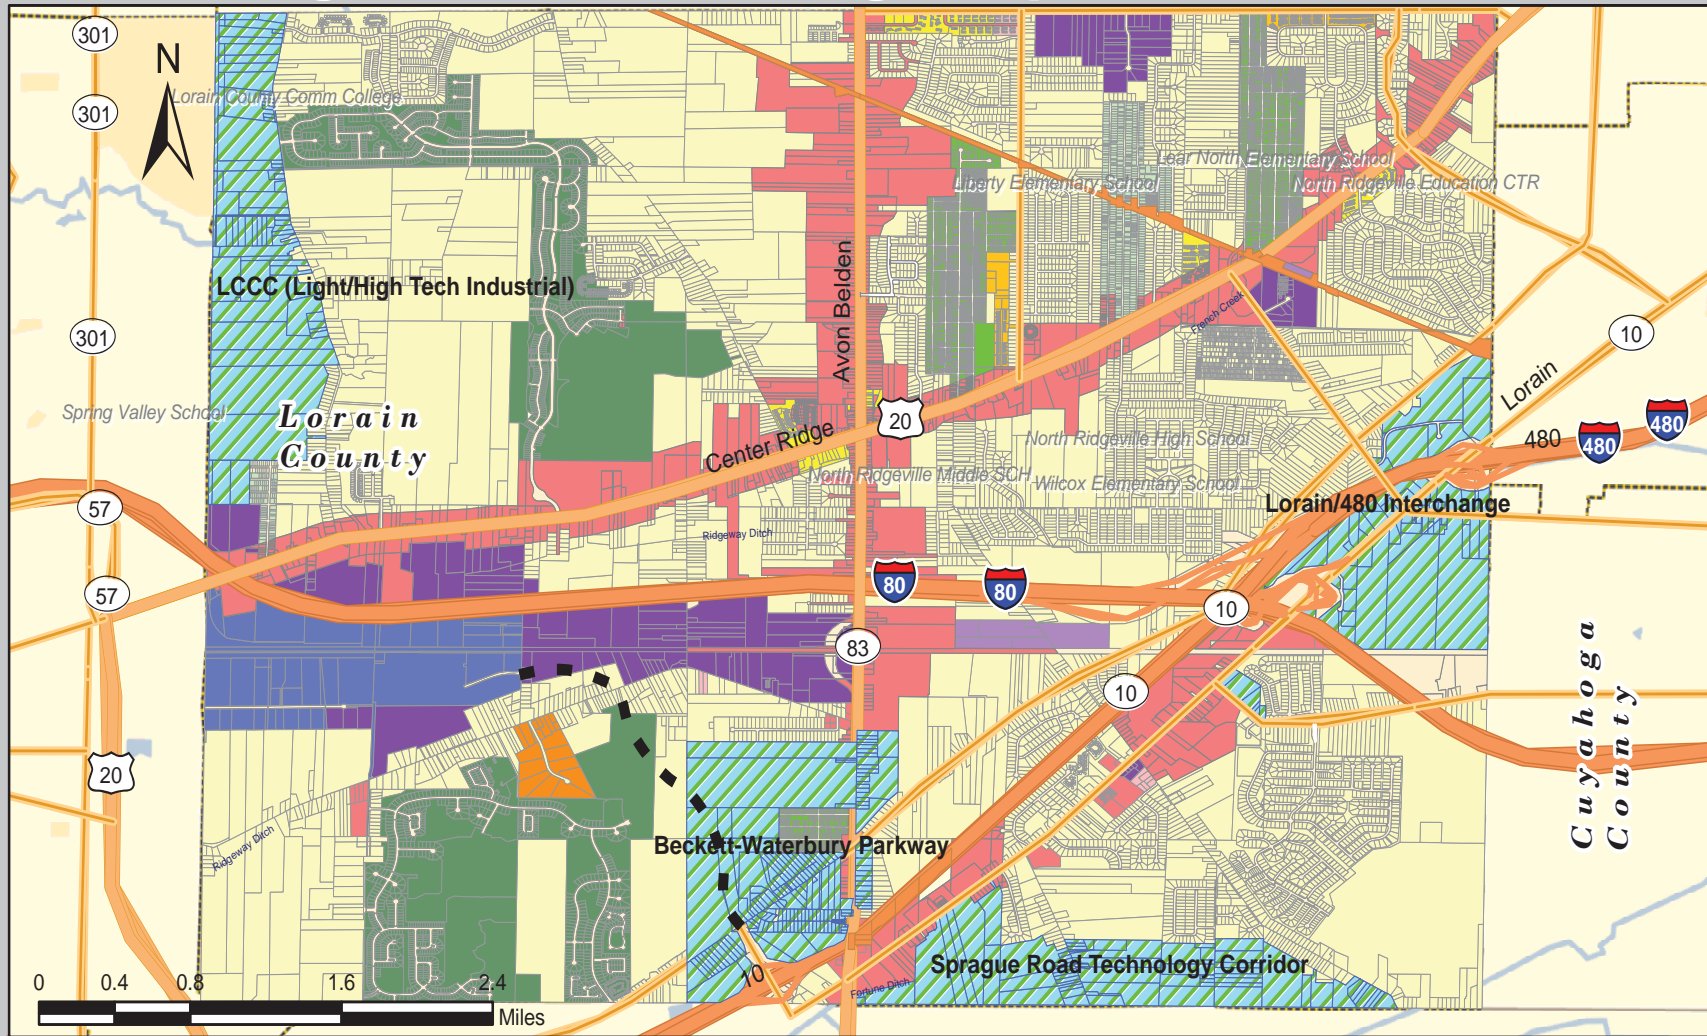 301
N
Lorain County Comm College
301
Lear North Elementary School
Liberty Elementary School
North Ridgeville Education CTR
LCCC (Light/High Tech Industrial)
Avon Belden
French Creek
301
10
Lorain
Spring Valley School
Lorain
County
20
Center Ridge
480
480
480
North Ridgeville High School
North Ridgeville Middle SCH
Wilcox Elementary School
57
Lorain/480 Interchange
Ridgeway Ditch
57
80
80
10
83
10
Cuyahoga
County
20
Ridgeway Ditch
Beckett-Waterbury Parkway
Sprague Road Technology Corridor
10
Fortune Ditch
0 0.4 0.8 1.6 2.4
Miles